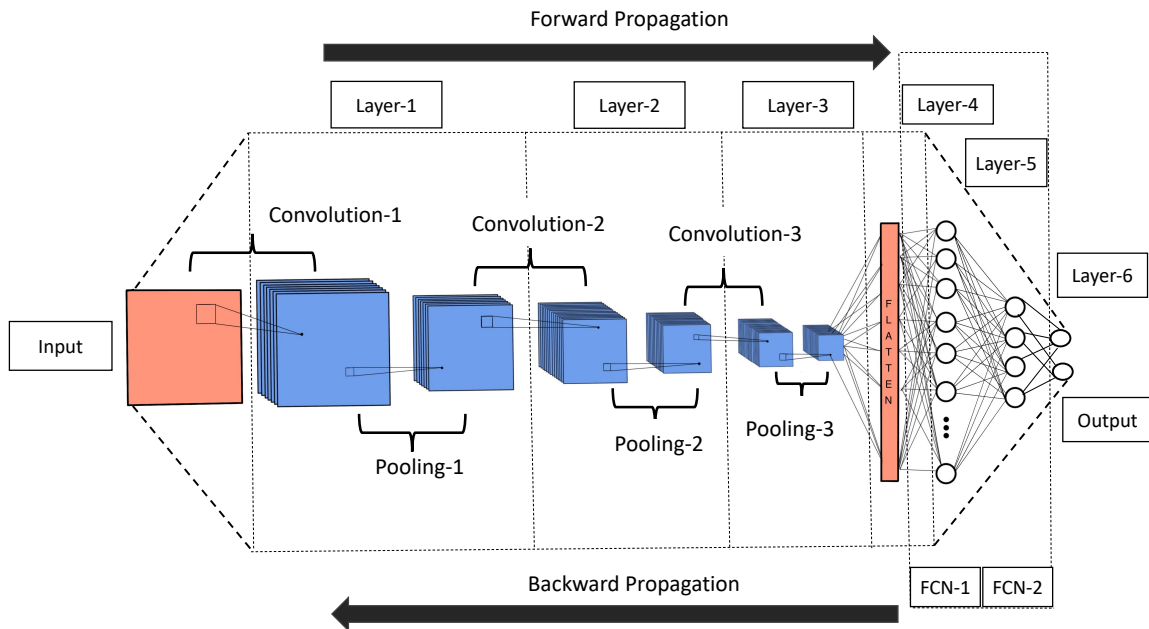 Forward Propagation
Layer-1
Layer-2
Layer-3
Layer-4
Layer-5
Convolution-1
Convolution-2
Convolution-3
Layer-6
Input
FLATTEN
Output
Pooling-1
Pooling-2
Pooling-3
Backward Propagation
FCN-1
FCN-2